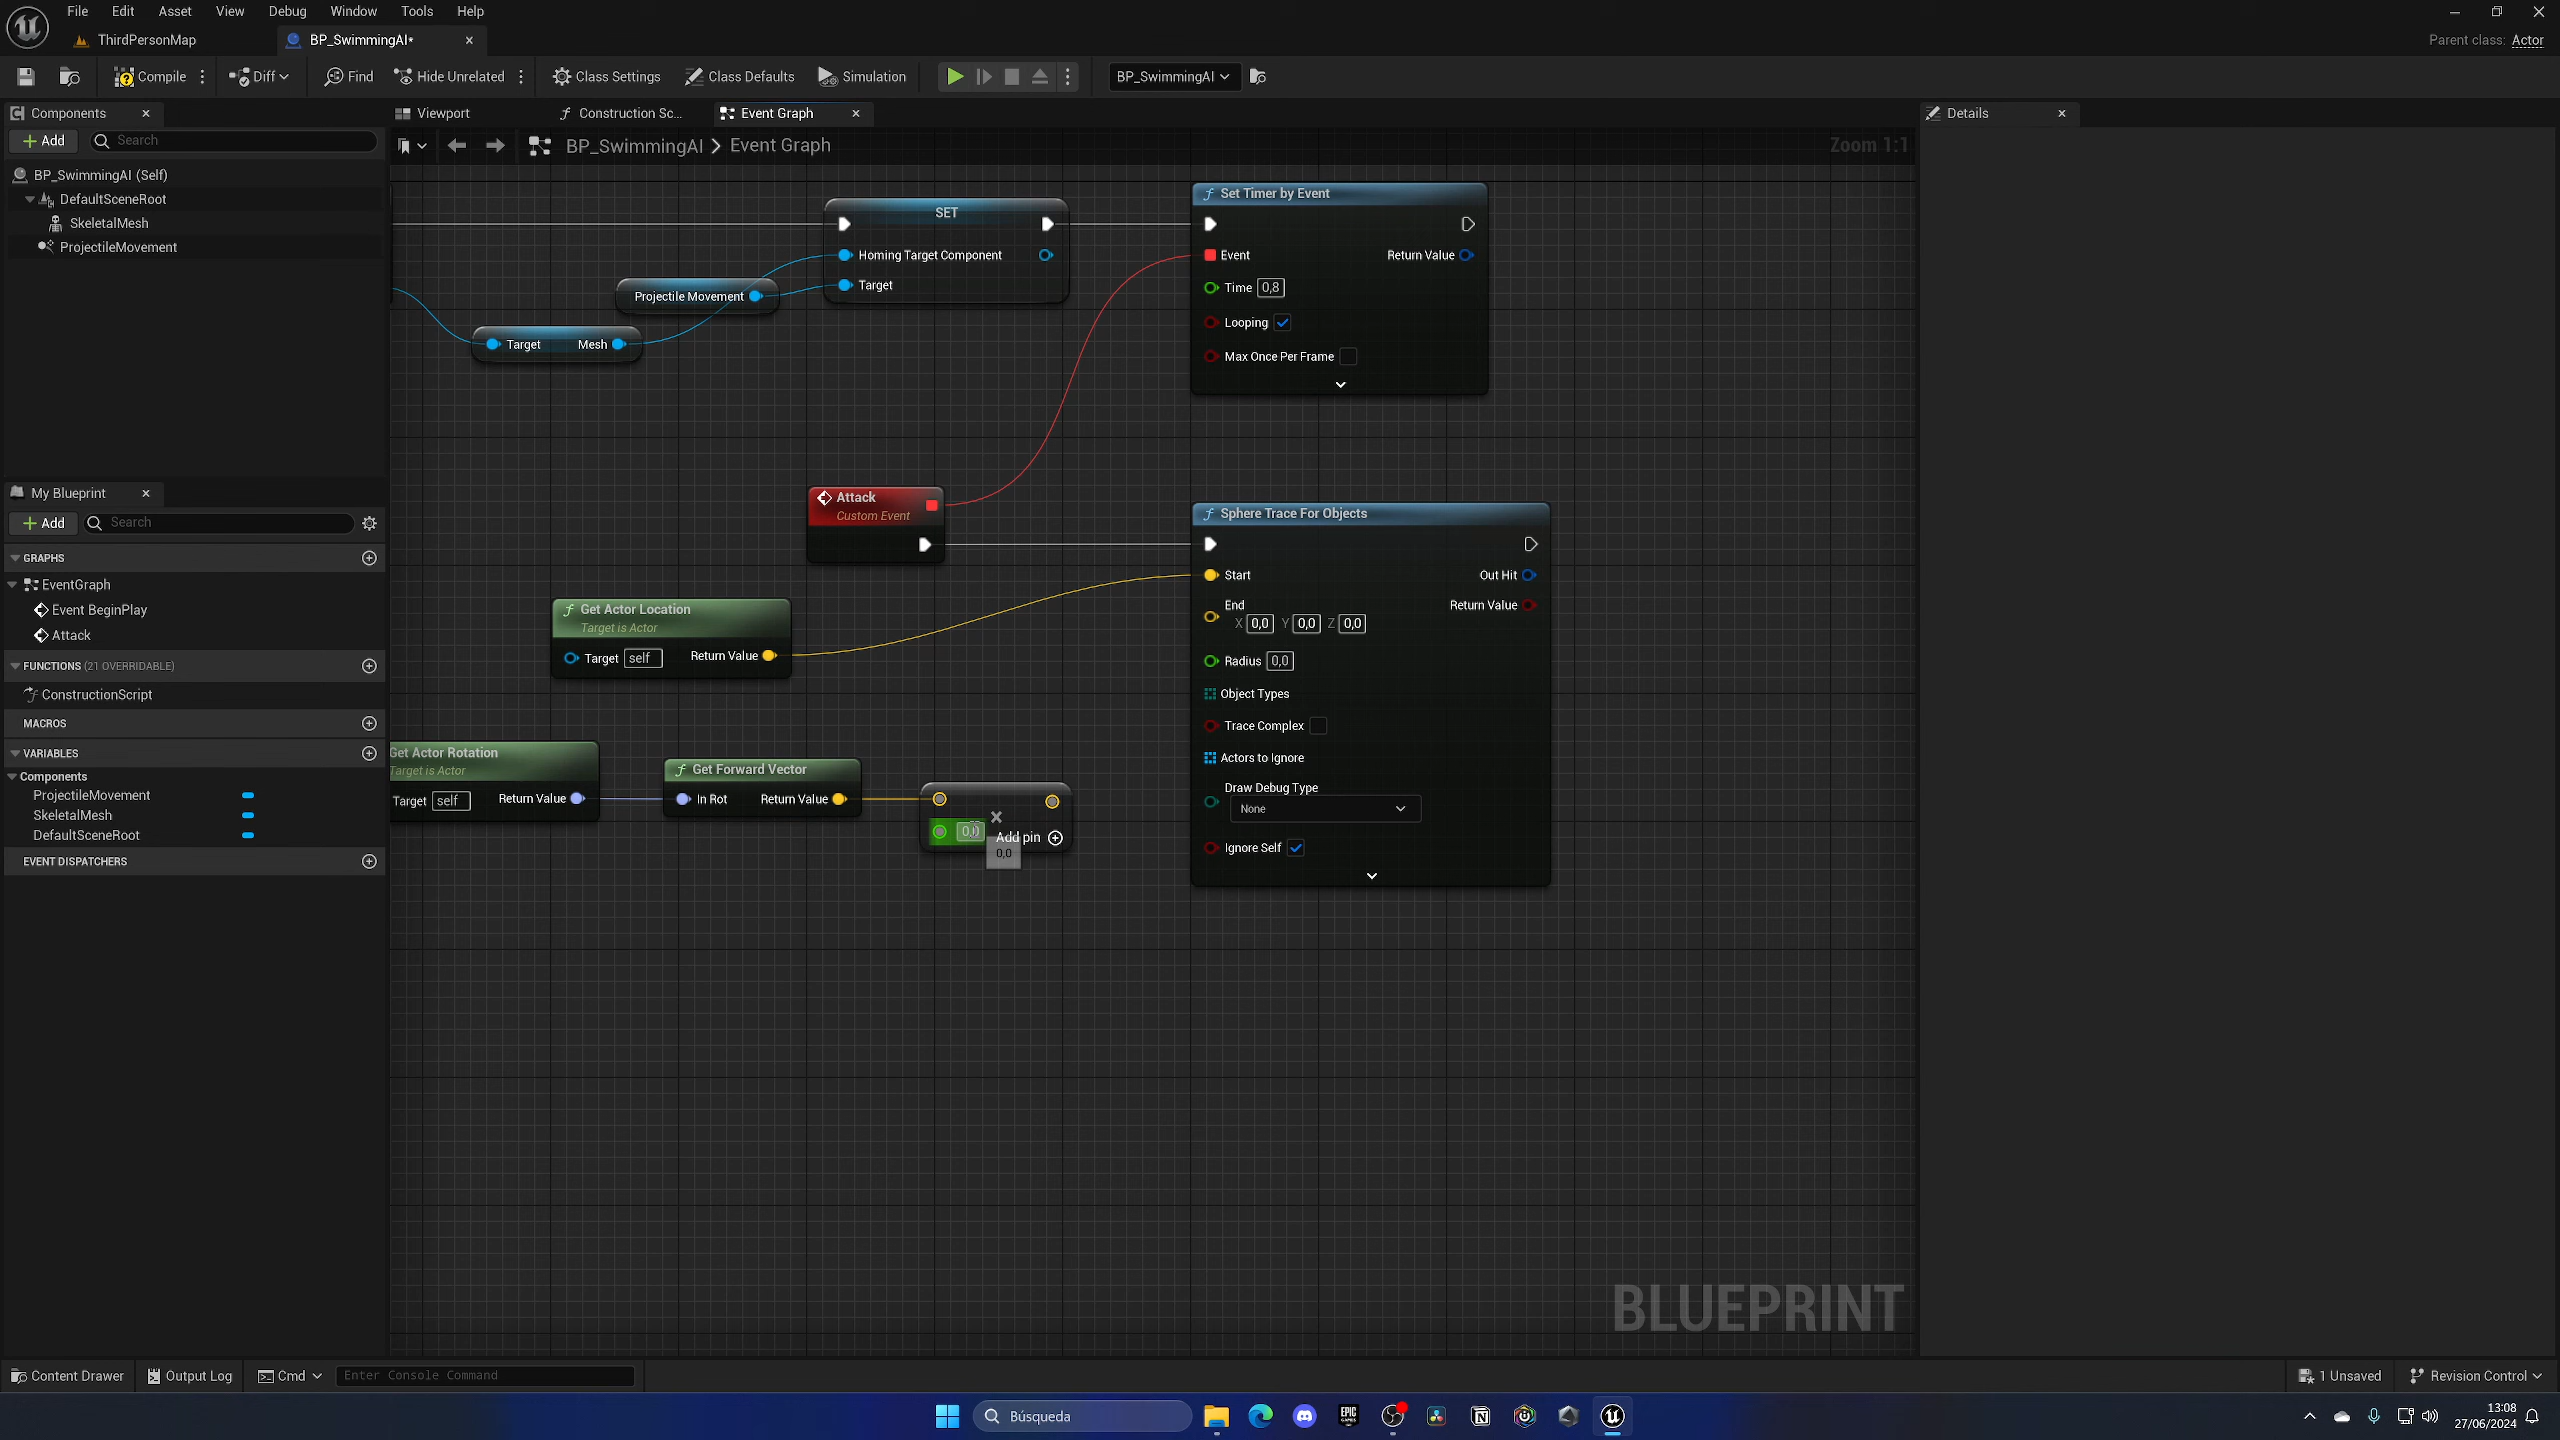 File Edit Asset View Debug Window Tools Help
ThirdPersonMap BP_SwimmingAI*
Parent class: Actor
Compile Diff Find Hide Unrelated Class Settings Class Defaults Simulation BP_SwimmingAI
Components
Viewport Construction Sc... Event Graph
Details
Add Search
BP_SwimmingAI > Event Graph
Zoom 1:1
BP_SwimmingAI (Self)
DefaultSceneRoot
SkeletalMesh
ProjectileMovement
SET
Homing Target Component
Target
Projectile Movement
Target Mesh
Set Timer by Event
Event Return Value
Time 0,8
Looping
Max Once Per Frame
My Blueprint
Add Search
GRAPHS
EventGraph
Event BeginPlay
Attack
FUNCTIONS (21 OVERRIDABLE)
ConstructionScript
MACROS
VARIABLES
Components
ProjectileMovement
SkeletalMesh
DefaultSceneRoot
EVENT DISPATCHERS
Attack
Custom Event
Get Actor Location
Target is Actor
Target self Return Value
Get Actor Rotation
Target is Actor
Target self Return Value
Get Forward Vector
In Rot Return Value
0,0 Add pin
0,0
Sphere Trace For Objects
Start Out Hit
End Return Value
X 0,0 Y 0,0 Z 0,0
Radius 0,0
Object Types
Trace Complex
Actors to Ignore
Draw Debug Type
None
Ignore Self
BLUEPRINT
Content Drawer Output Log Cmd Enter Console Command
1 Unsaved Revision Control
Búsqueda
EPIC
GAMES
13:08
27/06/2024